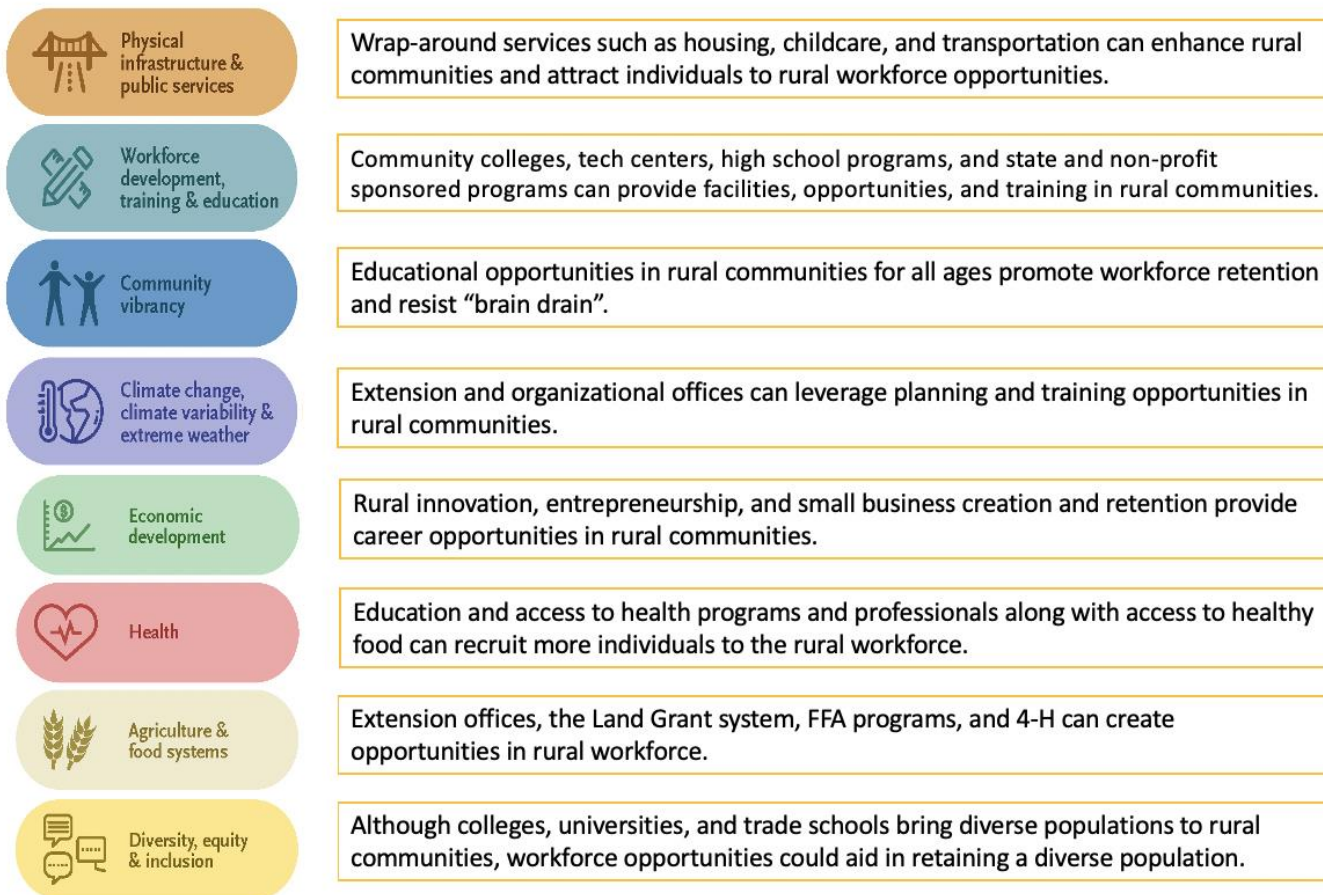 Physical
infrastructure &
public services
Wrap-around services such as housing, childcare, and transportation can enhance rural
communities and attract individuals to rural workforce opportunities.
Workforce
development,
training & education
Community colleges, tech centers, high school programs, and state and non-profit
sponsored programs can provide facilities, opportunities, and training in rural communities.
Community
vibrancy
Educational opportunities in rural communities for all ages promote workforce retention
and resist “brain drain”.
Climate change,
climate variability &
extreme weather
Extension and organizational offices can leverage planning and training opportunities in
rural communities.
$
Economic
development
Rural innovation, entrepreneurship, and small business creation and retention provide
career opportunities in rural communities.
Health
Education and access to health programs and professionals along with access to healthy
food can recruit more individuals to the rural workforce.
Agriculture &
food systems
Extension offices, the Land Grant system, FFA programs, and 4-H can create
opportunities in rural workforce.
Diversity, equity
& inclusion
Although colleges, universities, and trade schools bring diverse populations to rural
communities, workforce opportunities could aid in retaining a diverse population.